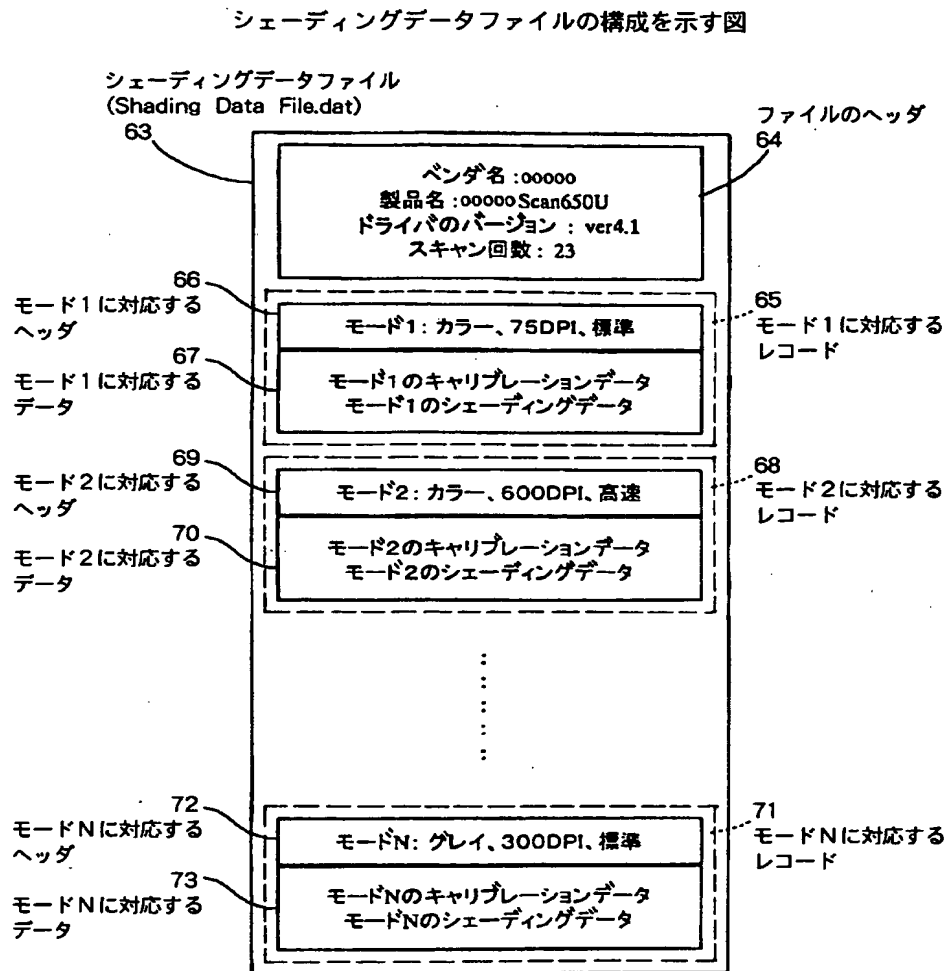 シェーディングデータファイルの構成を示す図
シェーディングデータファイル
(Shading Data File.dat)
63
ファイルのヘッダ
64
ベンダ名:ooooo
製品名:ooooo Scan650U
ドライバのバージョン : ver4.1
スキャン回数: 23
66
モード1に対応する
ヘッダ
モード1: カラー、75DPI、標準
65
モード1に対応する
レコード
67
モード1に対応する
データ
モード1のキャリブレーションデータ
モード1のシェーディングデータ
69
モード2に対応する
ヘッダ
モード2: カラー、600DPI、高速
68
モード2に対応する
レコード
70
モード2に対応する
データ
モード2のキャリブレーションデータ
モード2のシェーディングデータ
72
モードNに対応する
ヘッダ
モードN: グレイ、300DPI、標準
71
モードNに対応する
レコード
73
モードNに対応する
データ
モードNのキャリブレーションデータ
モードNのシェーディングデータ